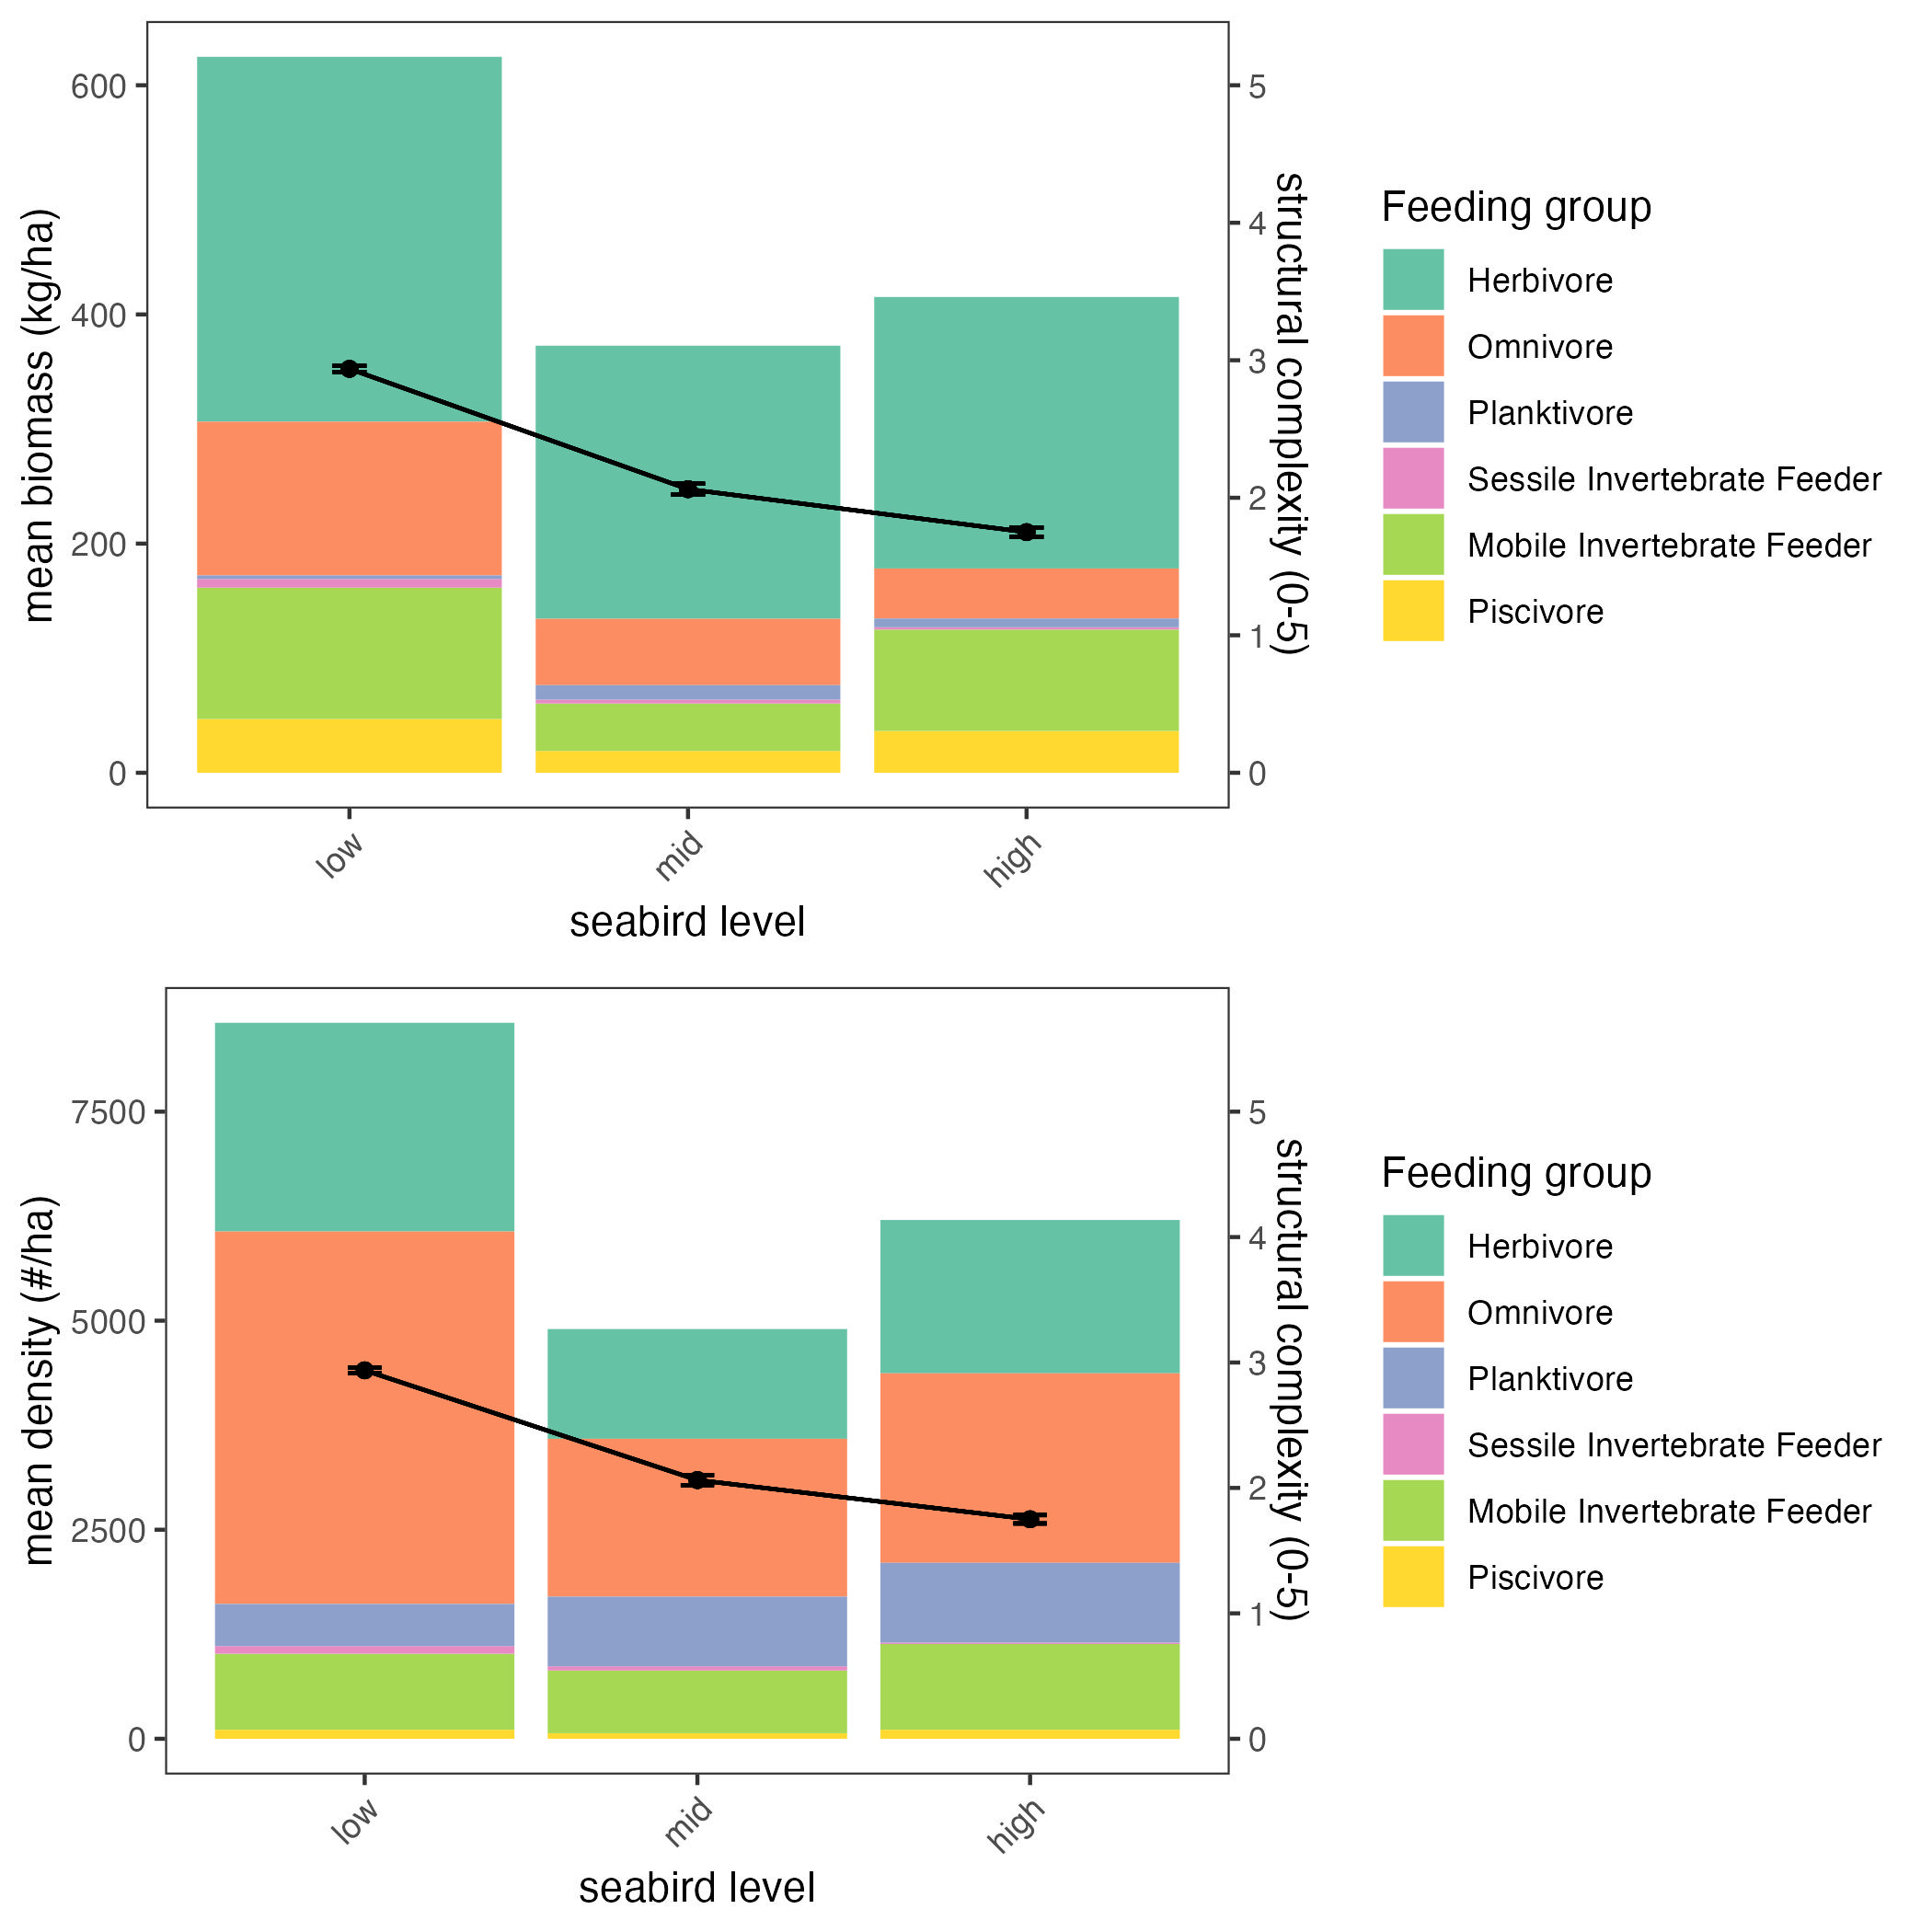 mean biomass (kg/ha)
600
400
200
0
5
4
3
2
1
0
structural complexity (0-5)
low
mid
high
seabird level
Feeding group
Herbivore
Omnivore
Planktivore
Sessile Invertebrate Feeder
Mobile Invertebrate Feeder
Piscivore
mean density (#/ha)
7500
5000
2500
0
5
4
3
2
1
0
structural complexity (0-5)
low
mid
high
seabird level
Feeding group
Herbivore
Omnivore
Planktivore
Sessile Invertebrate Feeder
Mobile Invertebrate Feeder
Piscivore